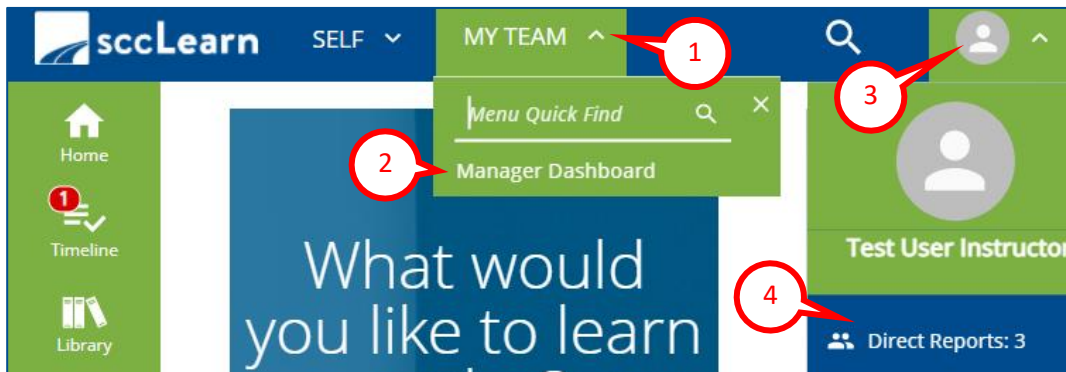 sccLearn SELF MY TEAM
1
3
Menu Quick Find
2
Manager Dashboard
Home
1
Timeline
Library
What would
you like to learn
Test User Instructor
4
Direct Reports: 3